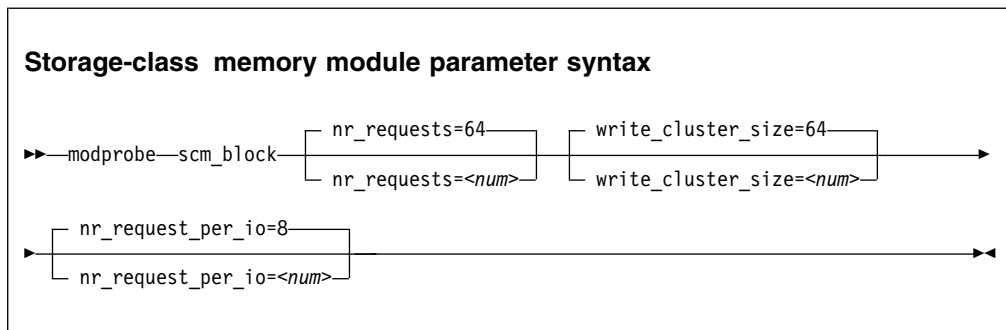 Storage-class memory module parameter syntax
nr_requests=64 write_cluster_size=64
modprobe scm_block
nr_requests=<num> write_cluster_size=<num>
nr_request_per_io=8
nr_request_per_io=<num>